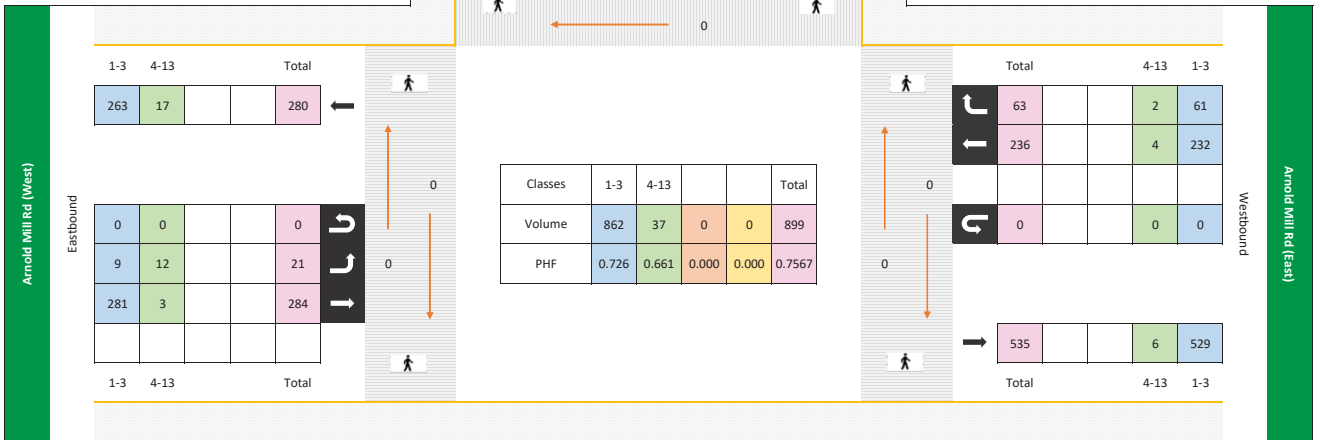 0
1-3 4-13 Total
263 17 280
Arnold Mill Rd (West)
Eastbound
0 0 0
9 12 21
281 3 284
1-3 4-13 Total
0
0
Classes 1-3 4-13 Total
Volume 862 37 0 0 899
PHF 0.726 0.661 0.000 0.000 0.7567
0
0
Total 4-13 1-3
63 2 61
236 4 232
0 0 0
535 6 529
Total 4-13 1-3
Westbound
Arnold Mill Rd (East)